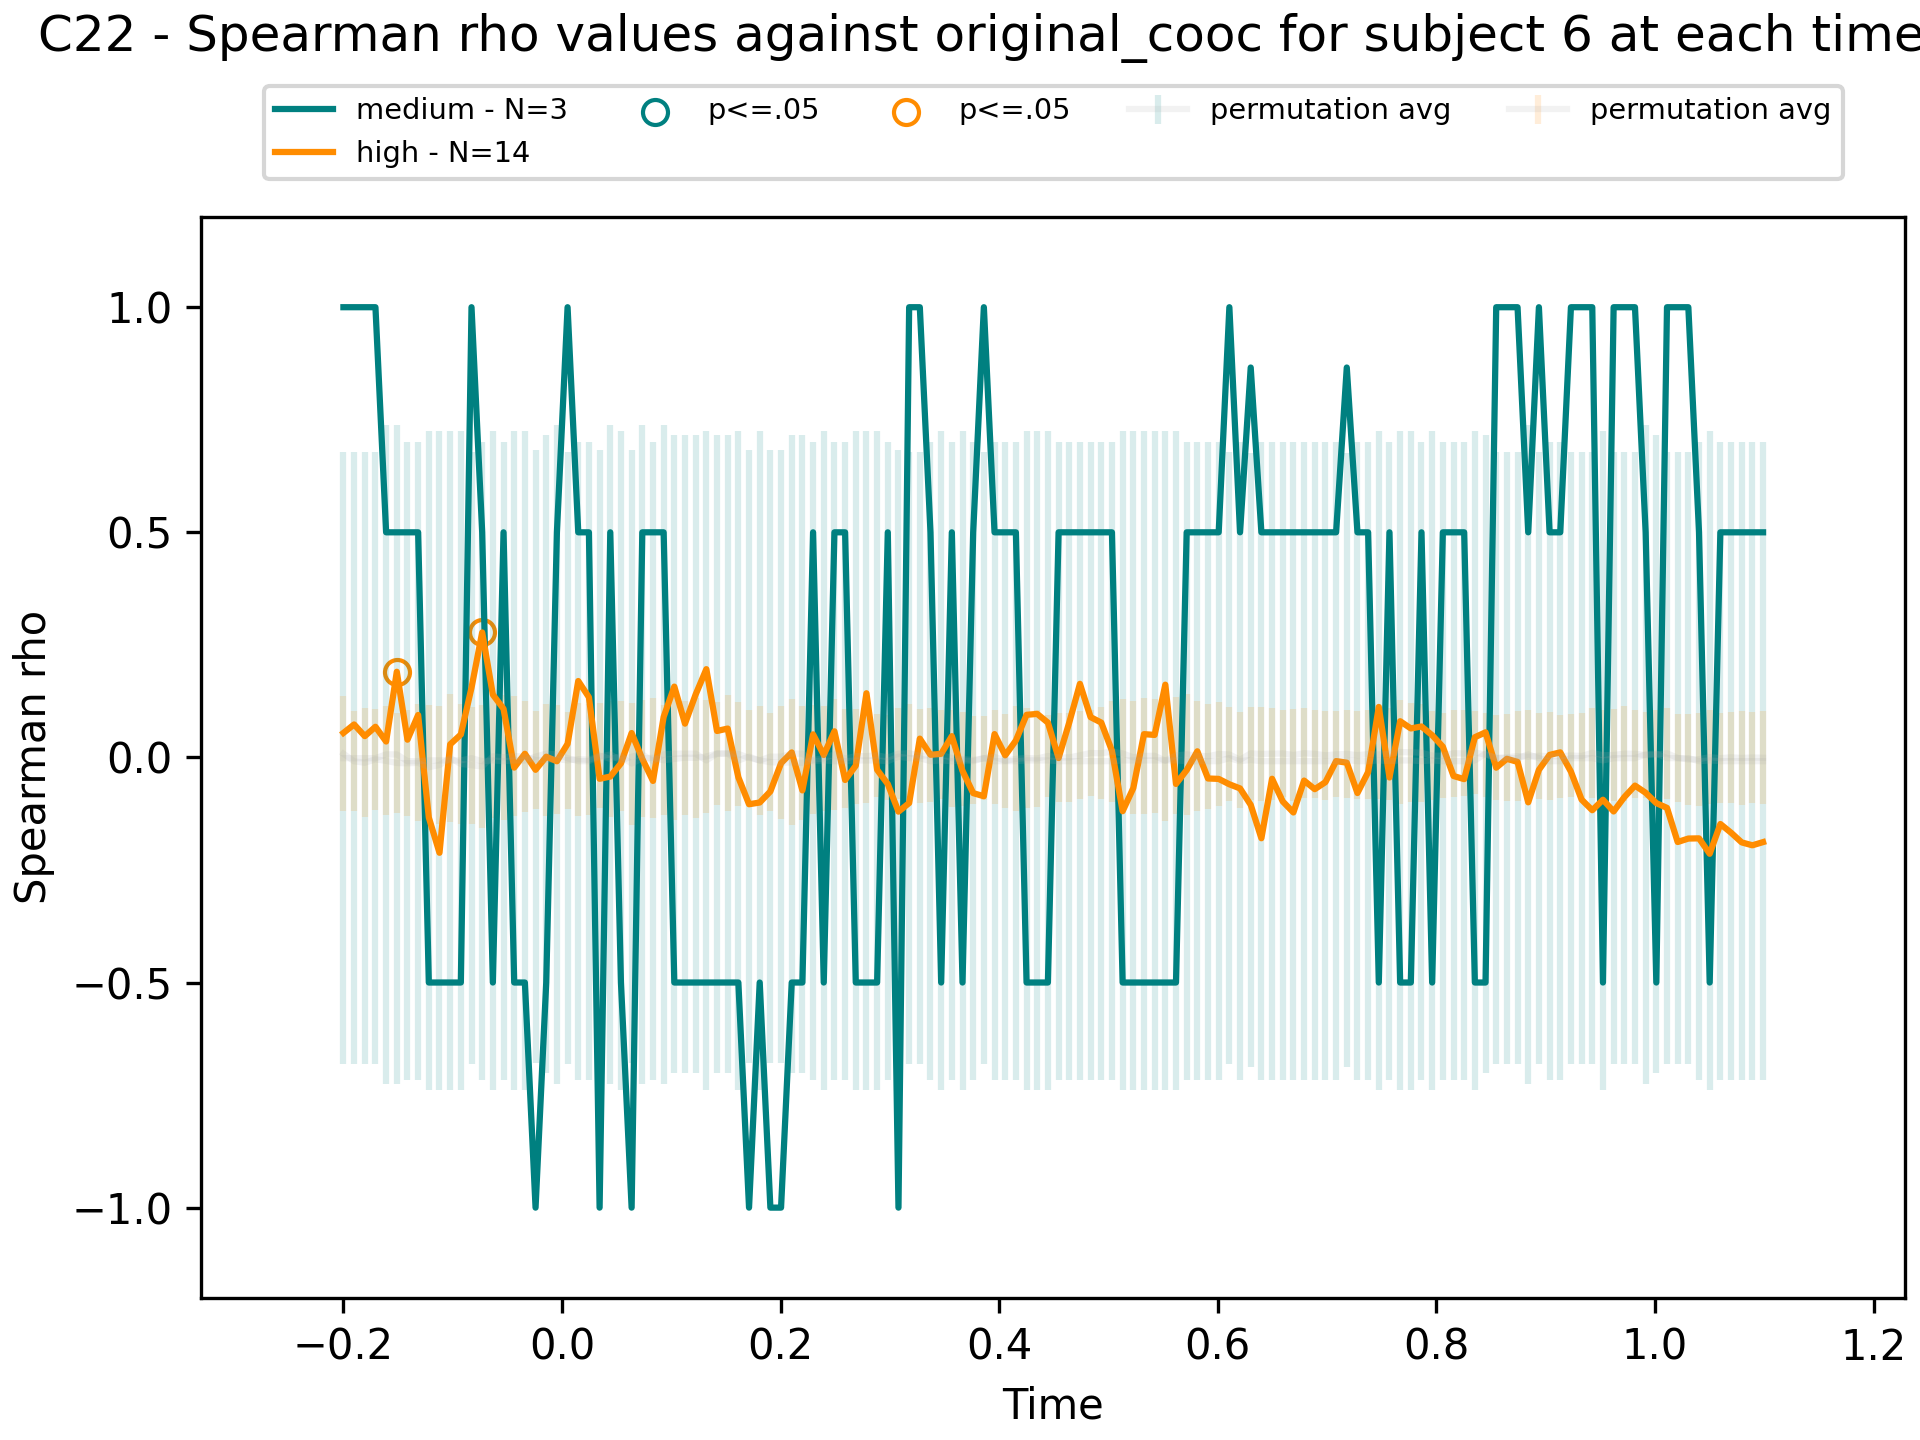 C22 - Spearman rho values against original_cooc for subject 6 at each time
medium - N=3
high - N=14
p<=.05
p<=.05
permutation avg
permutation avg
Spearman rho
1.0
0.5
0.0
−0.5
−1.0
−0.2
0.0
0.2
0.4
0.6
0.8
1.0
1.2
Time